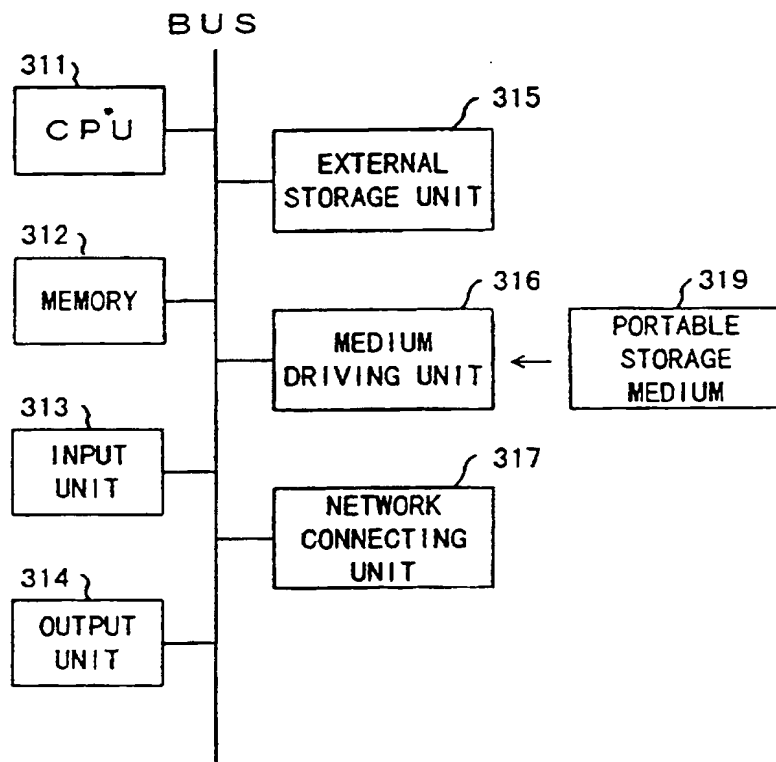 BUS
311
CPU
312
MEMORY
313
INPUT
UNIT
314
OUTPUT
UNIT
315
EXTERNAL
STORAGE UNIT
316
MEDIUM
DRIVING UNIT
317
NETWORK
CONNECTING
UNIT
319
PORTABLE
STORAGE
MEDIUM